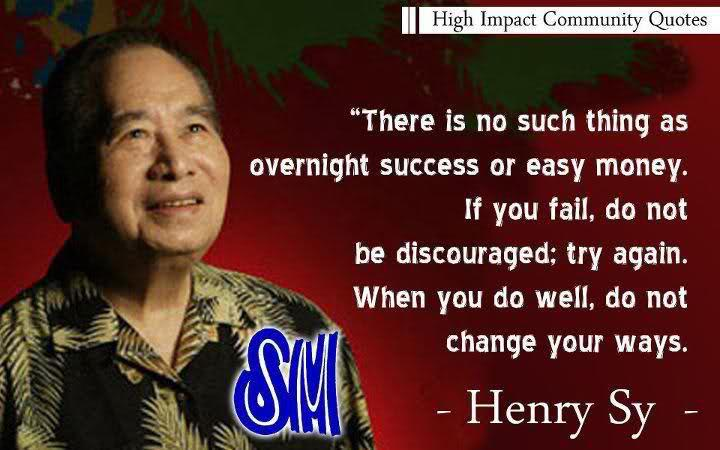 High Impact Community Quotes
“There is no such thing as
overnight success or easy money.
If you fail, do not
be discouraged; try again.
When you do well, do not
change your ways.
SM
- Henry Sy -